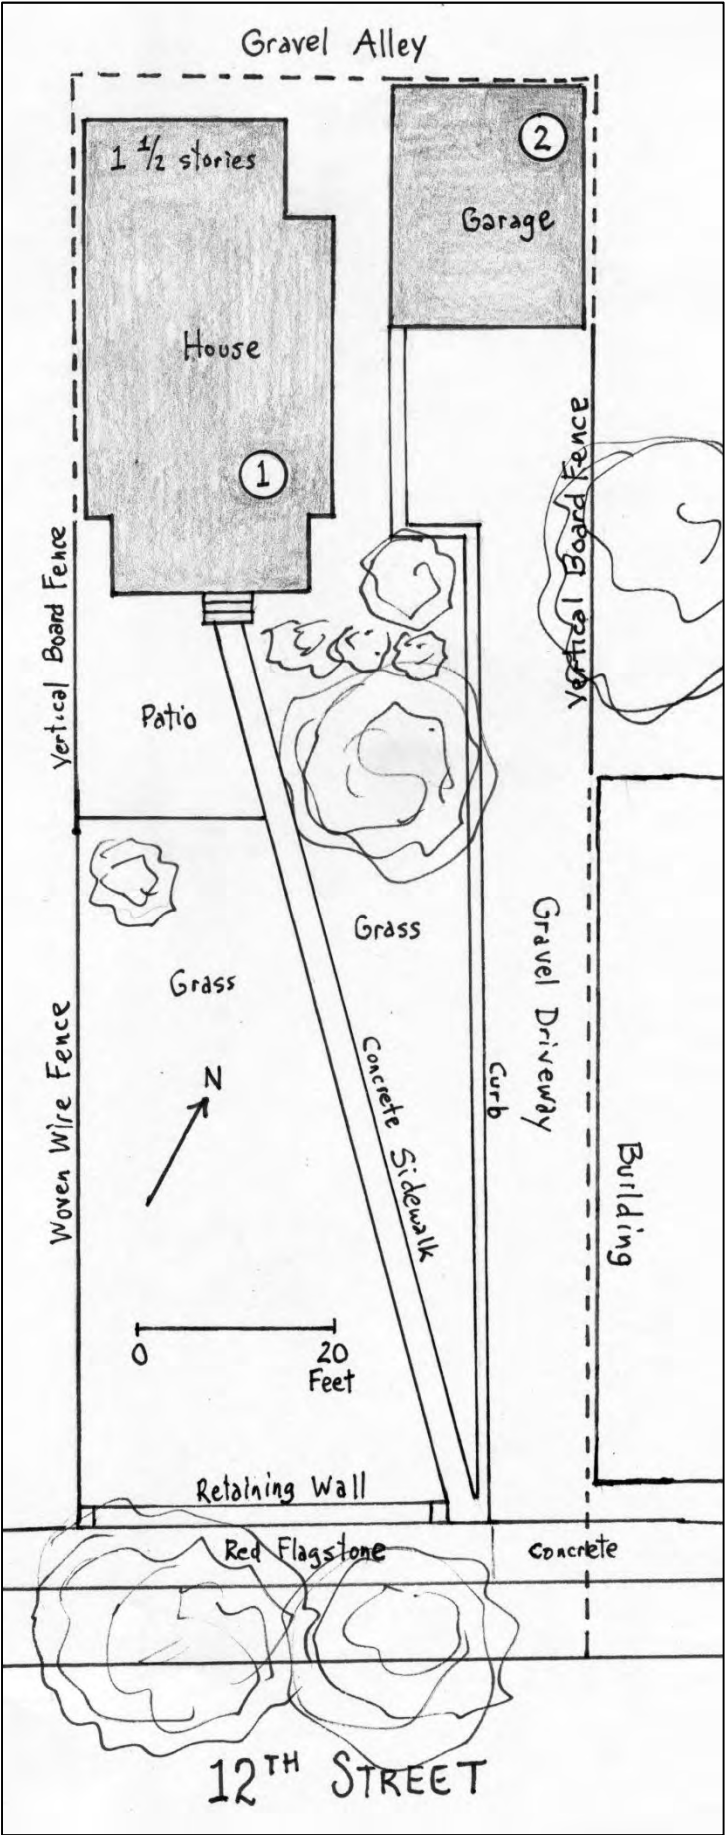 Gravel Alley
1 1/2 stories
2
Garage
House
1
Vertical Board Fence
Vertical Board Fence
Patio
Grass
Grass
Gravel Driveway
Woven Wire Fence
N
Concrete Sidewalk
Curb
Building
0 20
Feet
Retaining Wall
Red Flagstone
Concrete
12TH STREET